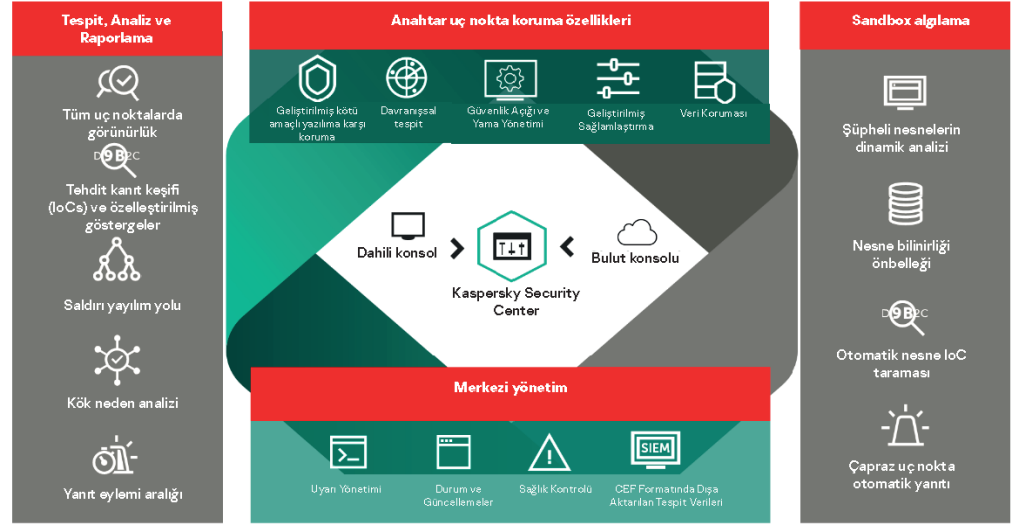 Tespit, Analiz ve
Raporlama
Tüm uç noktalarda
görünürlük
D9B2C
Tehdit kanıt keşifi
(IoCs) ve özelleştirilmiş
göstergeler
Saldırı yayılım yolu
Kök neden analizi
Yanıt eylemi aralığı
Anahtar uç nokta koruma özellikleri
Geliştirilmiş kötü
amaçlı yazılıma karşı
koruma
Davranışsal
tespit
Güvenlik Açığı ve
Yama Yönetimi
Geliştirilmiş
Sağlamlaştırma
Veri Koruması
Dahili konsol
Bulut konsolu
Kaspersky Security
Center
Merkezi yönetim
Uyarı Yönetimi
Durum ve
Güncellemeler
Sağlık Kontrolü
SIEM
CEF Formatında Dışa
Aktarılan Tespit Verileri
Sandbox algılama
Şüpheli nesnelerin
dinamik analizi
Nesne bilinirliği
önbelleği
D9B2C
Otomatik nesne IoC
taraması
Çapraz uç nokta
otomatik yanıtı